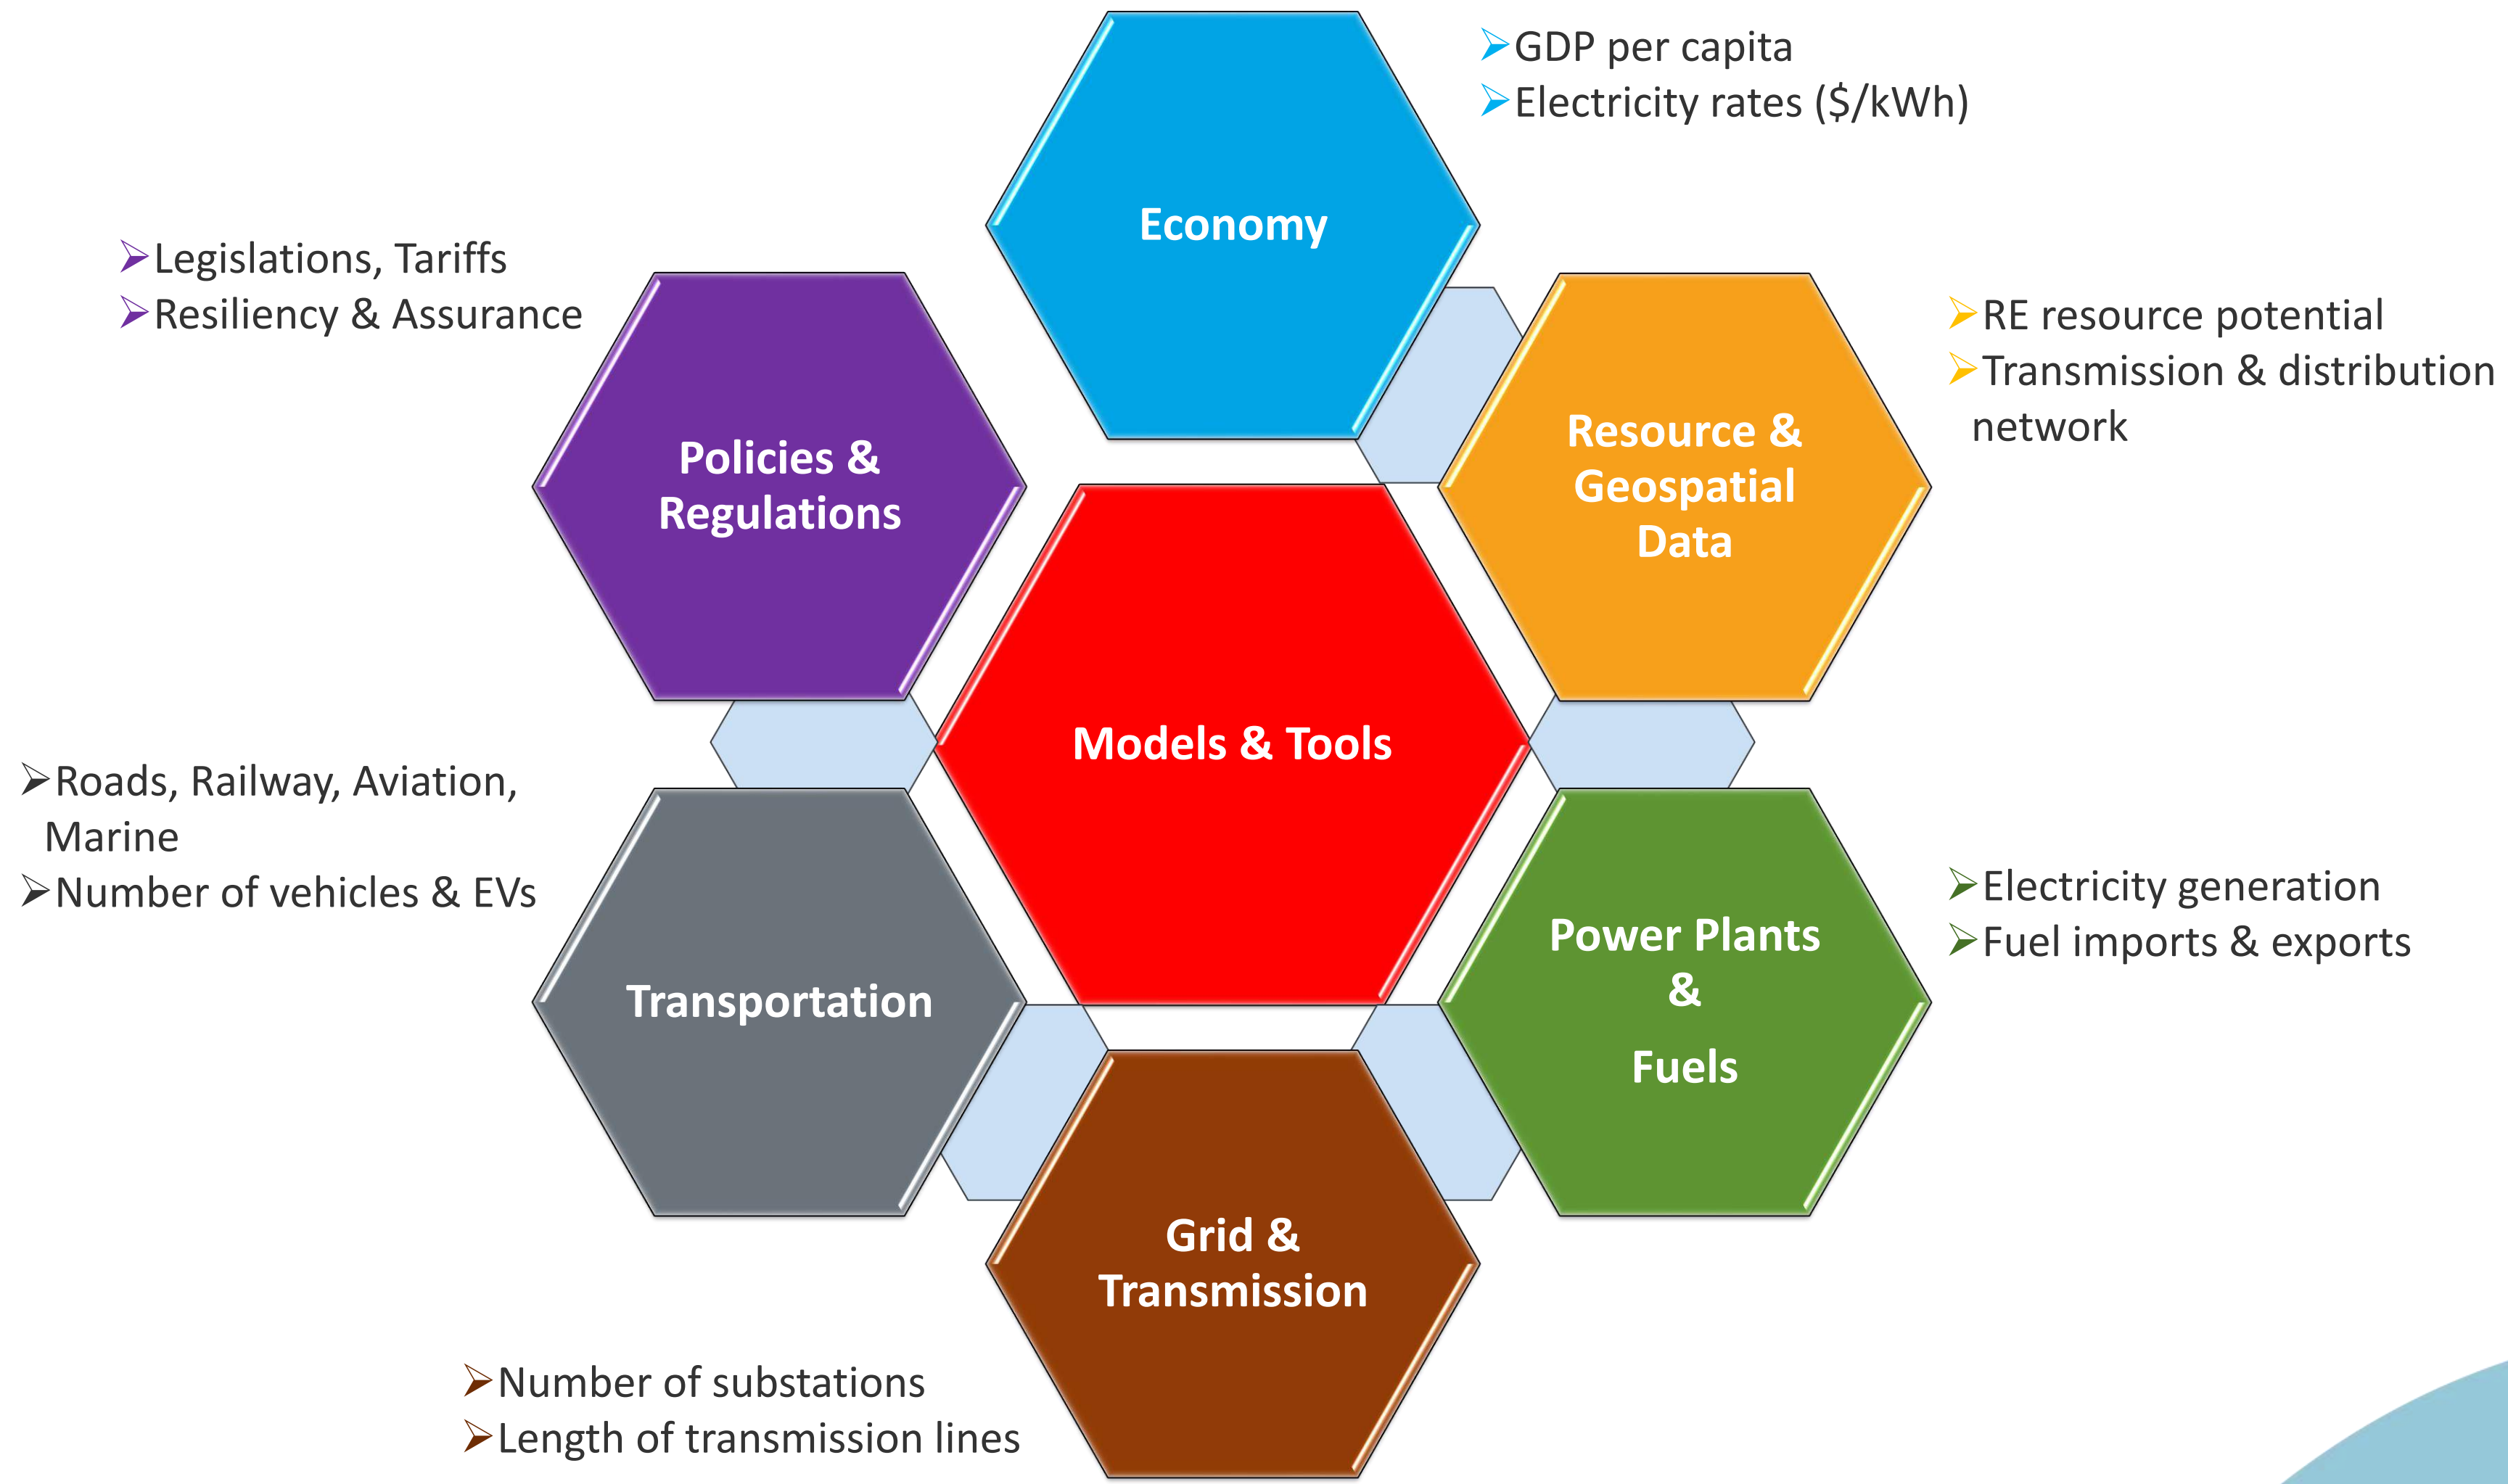 GDP per capita
Electricity rates ($/kWh)
Economy
Legislations, Tariffs
Resiliency & Assurance
Policies &
Regulations
RE resource potential
Transmission & distribution
network
Resource &
Geospatial
Data
Models & Tools
Roads, Railway, Aviation,
Marine
Number of vehicles & EVs
Transportation
Electricity generation
Fuel imports & exports
Power Plants
&
Fuels
Grid &
Transmission
Number of substations
Length of transmission lines